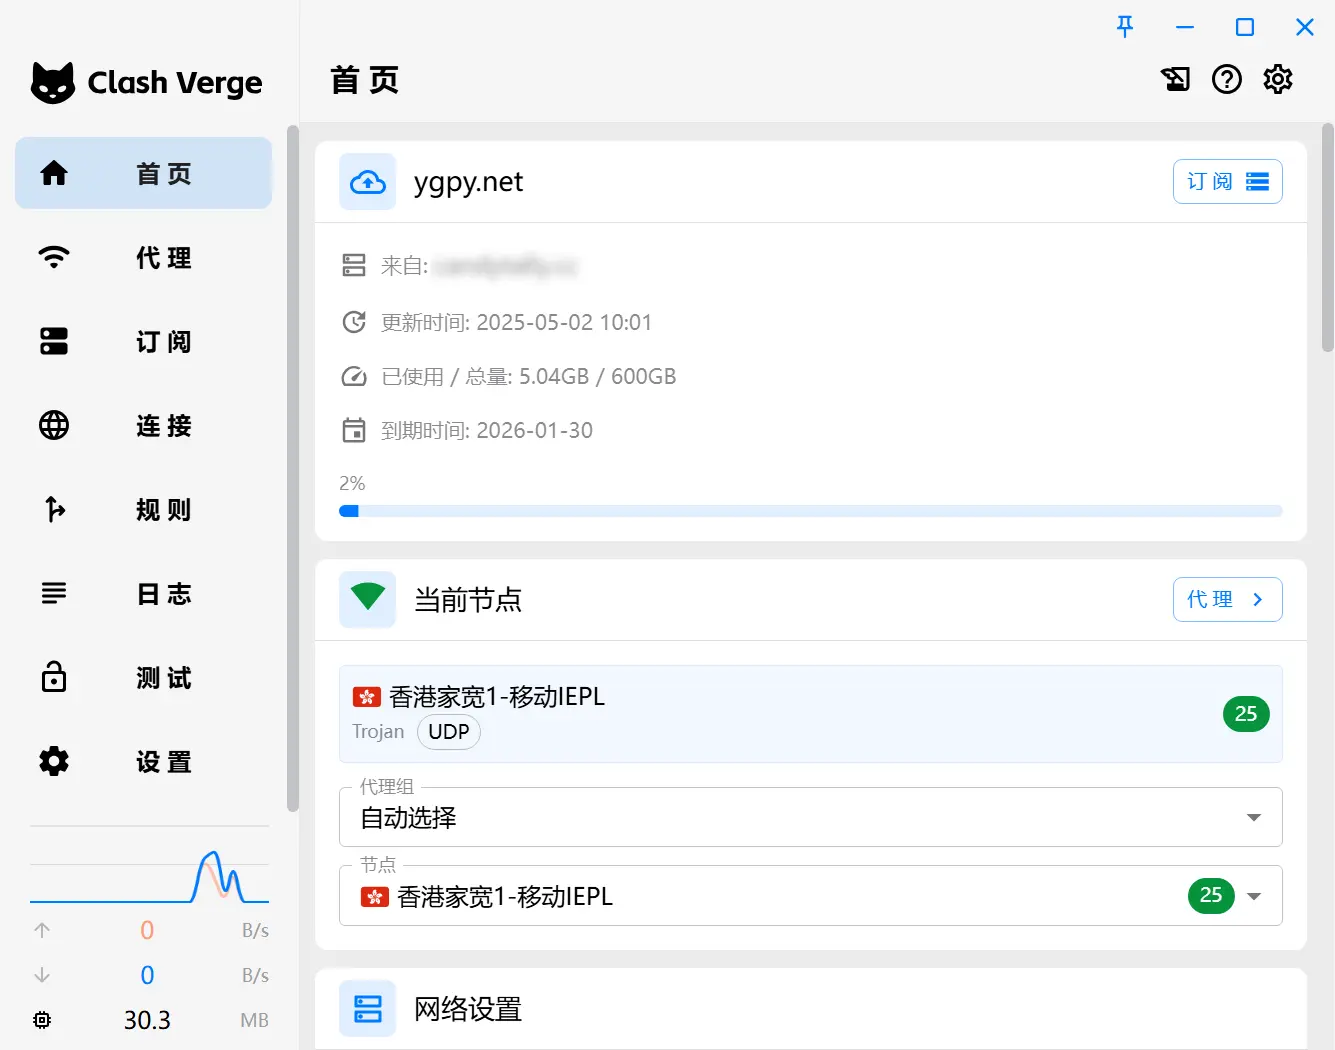 Clash Verge
首 页
首 页
代 理
订 阅
连 接
规 则
日 志
测 试
设 置
0 B/s
0 B/s
30.3 MB
ygpy.net
订 阅
来自:
更新时间: 2025-05-02 10:01
已使用 / 总量: 5.04GB / 600GB
到期时间: 2026-01-30
2%
当前节点
代 理
香港家宽1-移动IEPL
Trojan UDP
25
代理组
自动选择
节点
香港家宽1-移动IEPL
25
网络设置